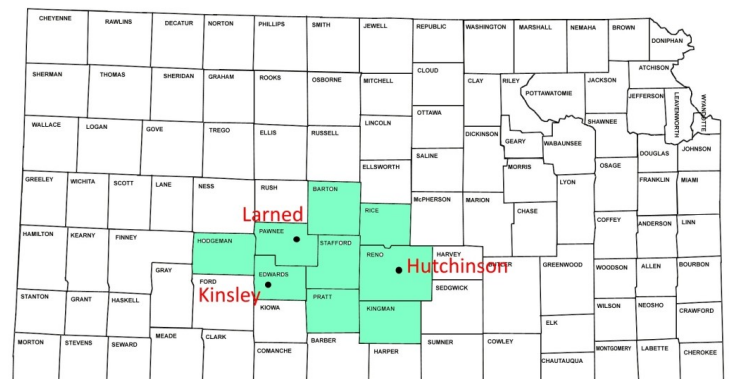 CHEYENNE
RAWLINS
DECATUR
NORTON
PHILLIPS
SMITH
JEWELL
REPUBLIC
WASHINGTON
MARSHALL
NEMAHA
BROWN
DONIPHAN
SHERMAN
THOMAS
SHERIDAN
GRAHAM
ROOKS
OSBORNE
MITCHELL
CLOUD
CLAY
RILEY
POTTAWATOMIE
JACKSON
ATCHISON
JEFFERSON
LEAVENWORTH
WYANDOTTE
WALLACE
LOGAN
GOVE
TREGO
ELLIS
RUSSELL
LINCOLN
OTTAWA
DICKINSON
GEARY
WABAUNSEE
SHAWNEE
DOUGLAS
JOHNSON
ELLSWORTH
SALINE
MORRIS
OSAGE
GREELEY
WICHITA
SCOTT
LANE
NESS
RUSH
BARTON
RICE
McPHERSON
MARION
CHASE
LYON
FRANKLIN
MIAMI
Larned
HAMILTON
KEARNY
FINNEY
HODGEMAN
PAWNEE
STAFFORD
RENO
HARVEY
BUTLER
GREENWOOD
COFFEY
ANDERSON
LINN
Hutchinson
GRAY
FORD
EDWARDS
SEDGWICK
WOODSON
ALLEN
BOURBON
Kinsley
STANTON
GRANT
HASKELL
KIOWA
PRATT
KINGMAN
ELK
WILSON
NEOSHO
CRAWFORD
MORTON
STEVENS
SEWARD
MEADE
CLARK
COMANCHE
BARBER
HARPER
SUMNER
COWLEY
CHAUTAUQUA
MONTGOMERY
LABETTE
CHEROKEE